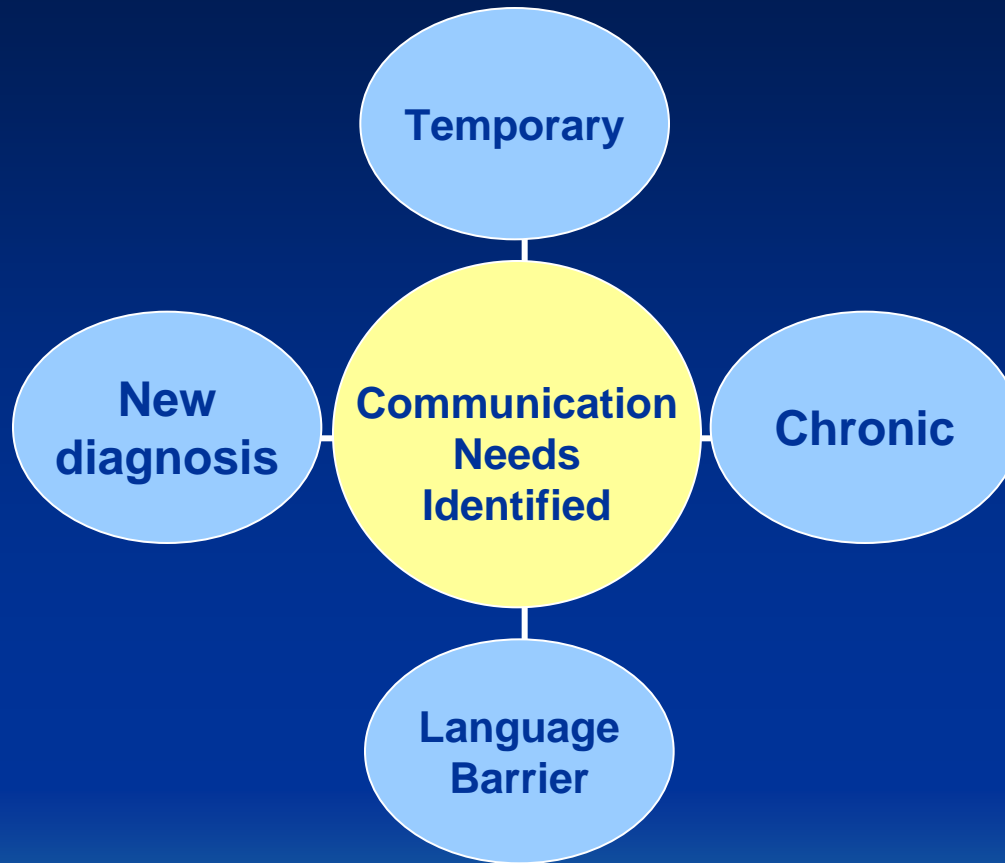 Temporary
New
diagnosis
Communication
Needs
Identified
Chronic
Language
Barrier